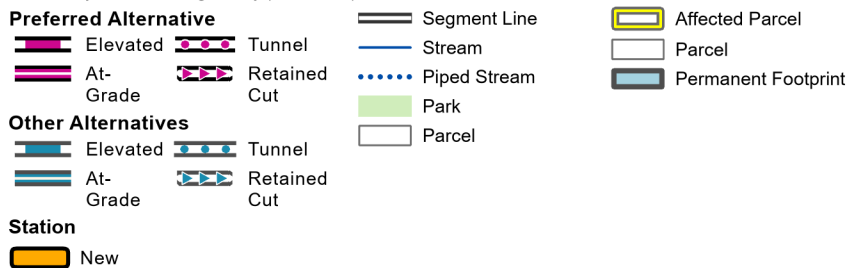 Preferred Alternative
Elevated
Tunnel
At-
Grade
Retained
Cut
Other Alternatives
Elevated
Tunnel
At-
Grade
Retained
Cut
Station
New
Segment Line
Stream
Piped Stream
Park
Parcel
Affected Parcel
Parcel
Permanent Footprint